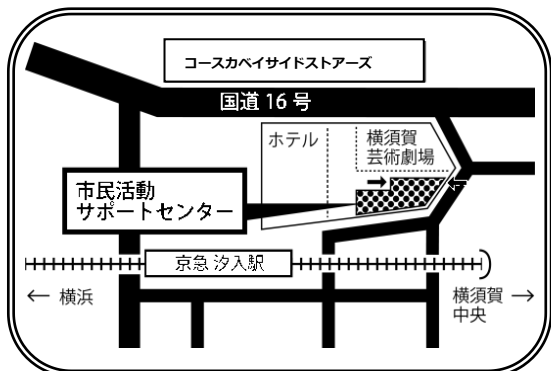 コースカベイサイドストアーズ
国道 16 号
ホテル
横須賀
芸術劇場
➡
市民活動
サポートセンター
京急 汐入駅
← 横浜
横須賀 →
中央